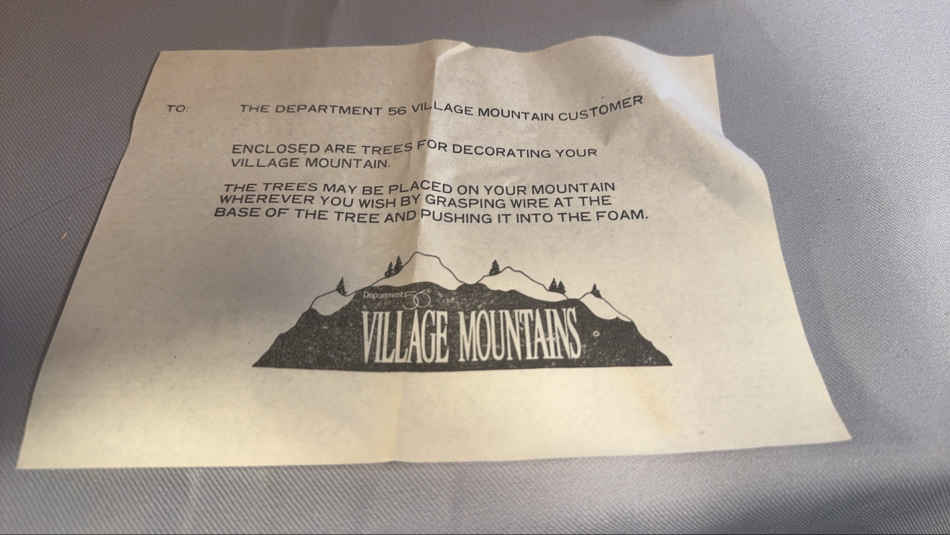 TO: THE DEPARTMENT 56 VILLAGE MOUNTAIN CUSTOMER
ENCLOSED ARE TREES FOR DECORATING YOUR
VILLAGE MOUNTAIN.
THE TREES MAY BE PLACED ON YOUR MOUNTAIN
WHEREVER YOU WISH BY GRASPING WIRE AT THE
BASE OF THE TREE AND PUSHING IT INTO THE FOAM.
Department 56
VILLAGE MOUNTAINS